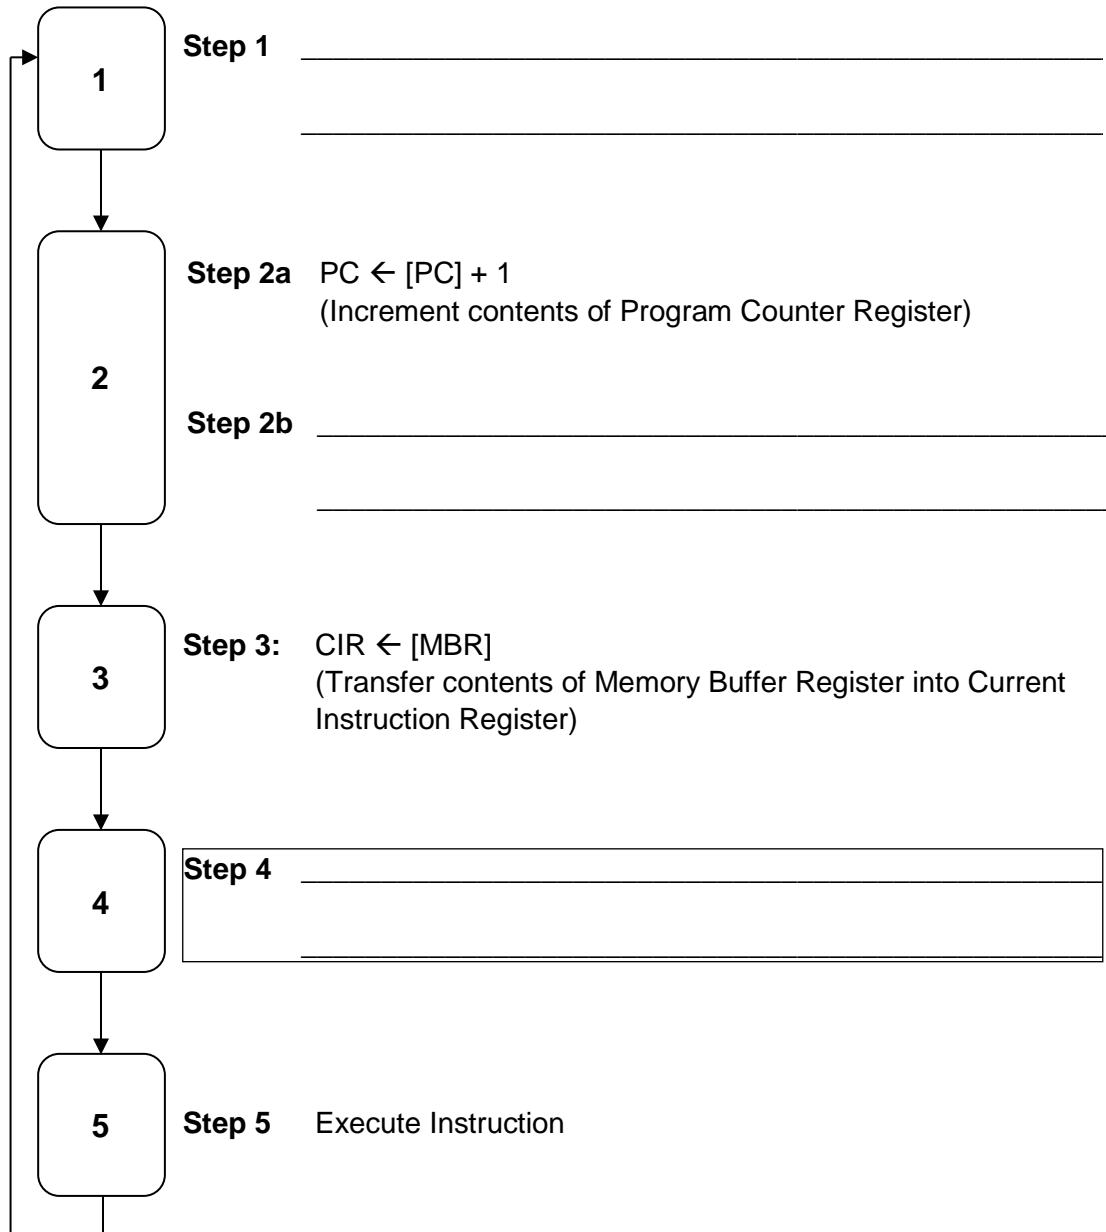 1
Step 1
2
Step 2a PC ← [PC] + 1
(Increment contents of Program Counter Register)
Step 2b
3
Step 3: CIR ← [MBR]
(Transfer contents of Memory Buffer Register into Current
Instruction Register)
4
Step 4
5
Step 5 Execute Instruction